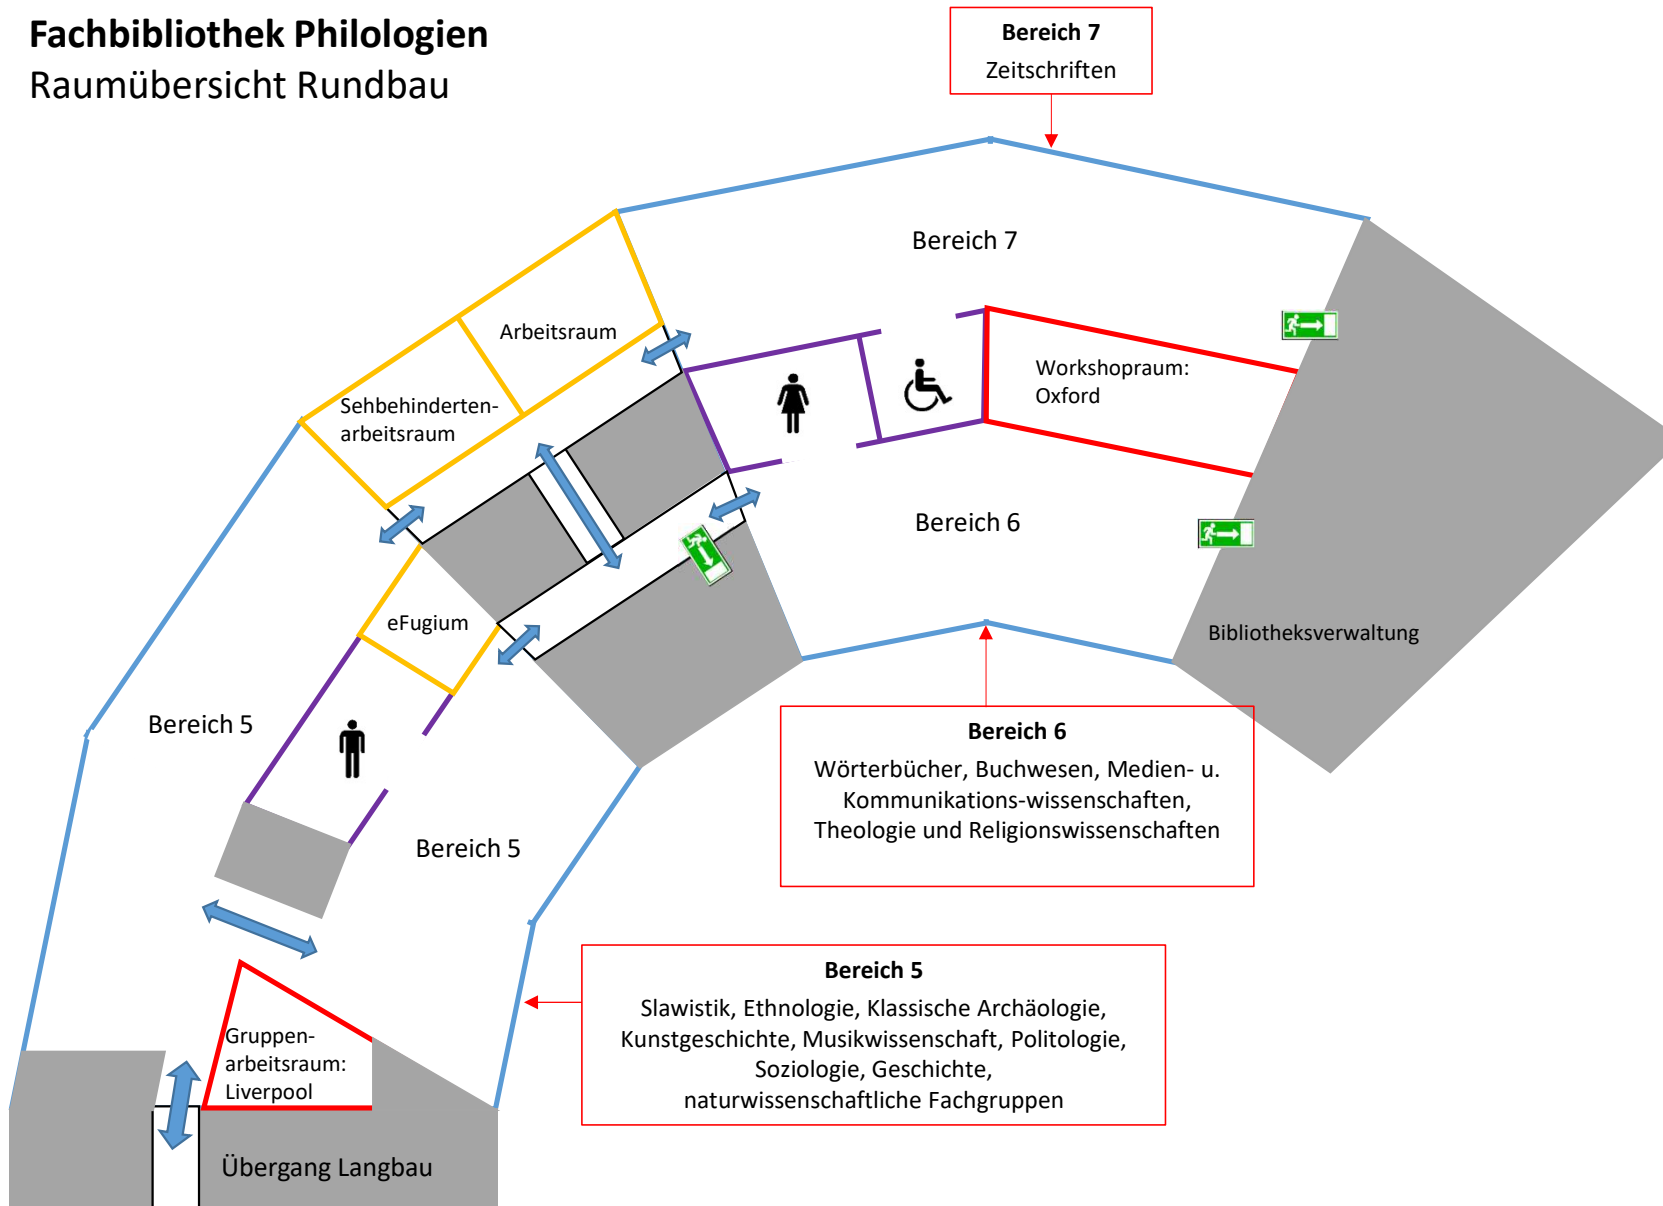 Fachbibliothek Philologien
Raumübersicht Rundbau
Bereich 7
Zeitschriften
Bereich 7
Arbeitsraum
Sehbehinderten-
arbeitsraum
Workshopraum:
Oxford
Bereich 6
eFugium
Bibliotheksverwaltung
Bereich 5
Bereich 6
Wörterbücher, Buchwesen, Medien- u.
Kommunikations-wissenschaften,
Theologie und Religionswissenschaften
Bereich 5
Bereich 5
Slawistik, Ethnologie, Klassische Archäologie,
Kunstgeschichte, Musikwissenschaft, Politologie,
Soziologie, Geschichte,
naturwissenschaftliche Fachgruppen
Gruppen-
arbeitsraum:
Liverpool
Übergang Langbau